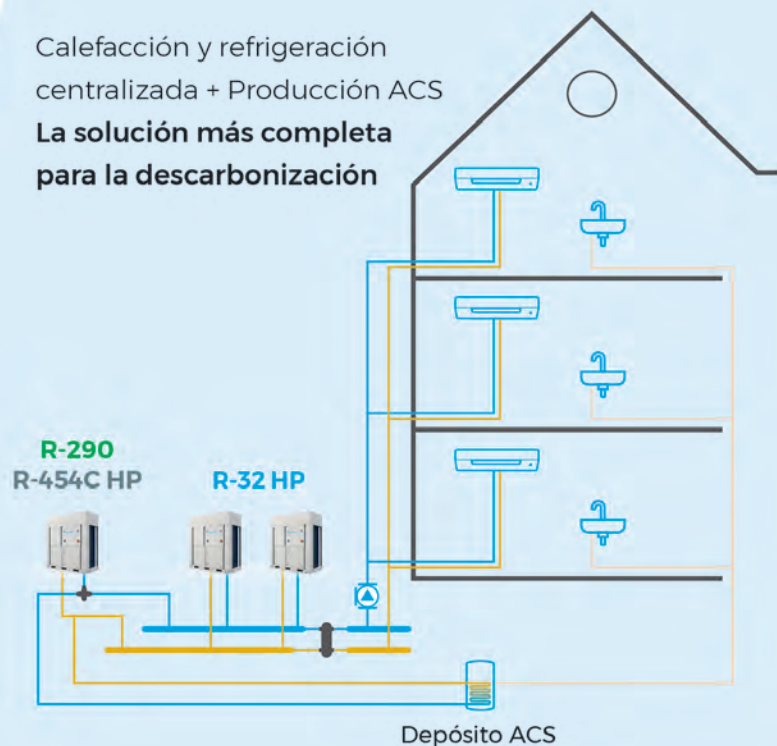 Calefacción y refrigeración
centralizada + Producción ACS
La solución más completa
para la descarbonización
R-290
R-454C HP
R-32 HP
Depósito ACS